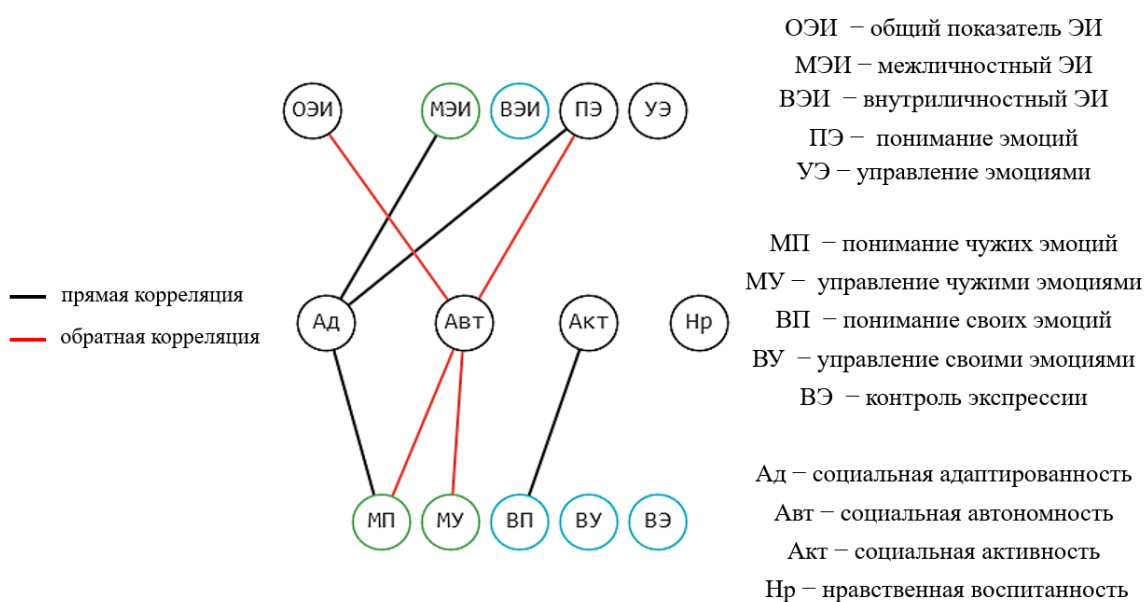 ОЭИ − общий показатель ЭИ
МЭИ − межличностный ЭИ
ВЭИ − внутриличностный ЭИ
ПЭ − понимание эмоций
УЭ − управление эмоциями
ОЭИ МЭИ ВЭИ ПЭ УЭ
МП − понимание чужих эмоций
МУ − управление чужими эмоциями
ВП − понимание своих эмоций
ВУ − управление своими эмоциями
ВЭ − контроль экспрессии
прямая корреляция
обратная корреляция
Ад Авт Акт Нр
МП МУ ВП ВУ ВЭ
Ад − социальная адаптированность
Авт − социальная автономность
Акт − социальная активность
Нр − нравственная воспитанность